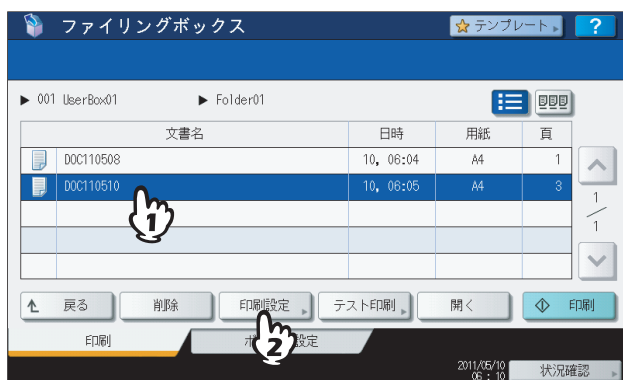 ファイリングボックス
テンプレート
?
001 UserBox01
Folder01
文書名 日時 用紙 頁
DOC110508 10, 06:04 A4 1
DOC110510 10, 06:05 A4 3
1
1
1
戻る 削除 印刷設定 テスト印刷 開く 印刷
2
印刷
設定
2011/05/10
06 : 10
状況確認